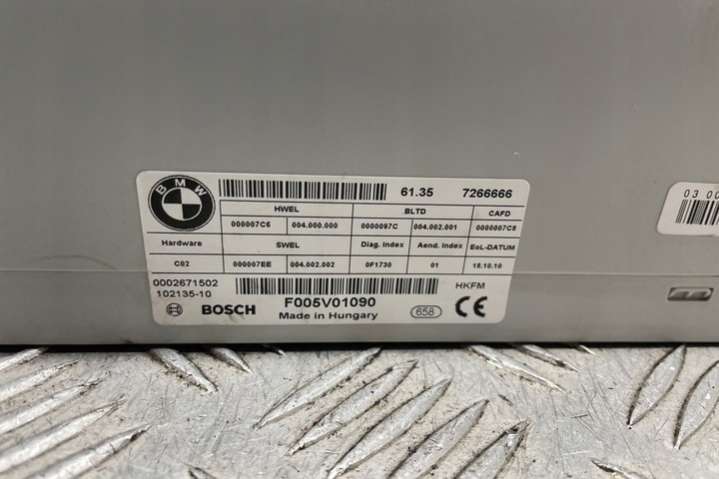 BMW
61.35 7266666
HWEL BLTD CAFD
000007C6 004.000.000 0000097C 004.002.001 0000007C8
Hardware SWEL Diag. Index Aend. Index EoL-DATUM
C02 000007EE 004.002.002 0F1730 01 18.10.10
0002671502 HKFM
102135-10
BOSCH F005V01090 658 CE
Made in Hungary
03 00